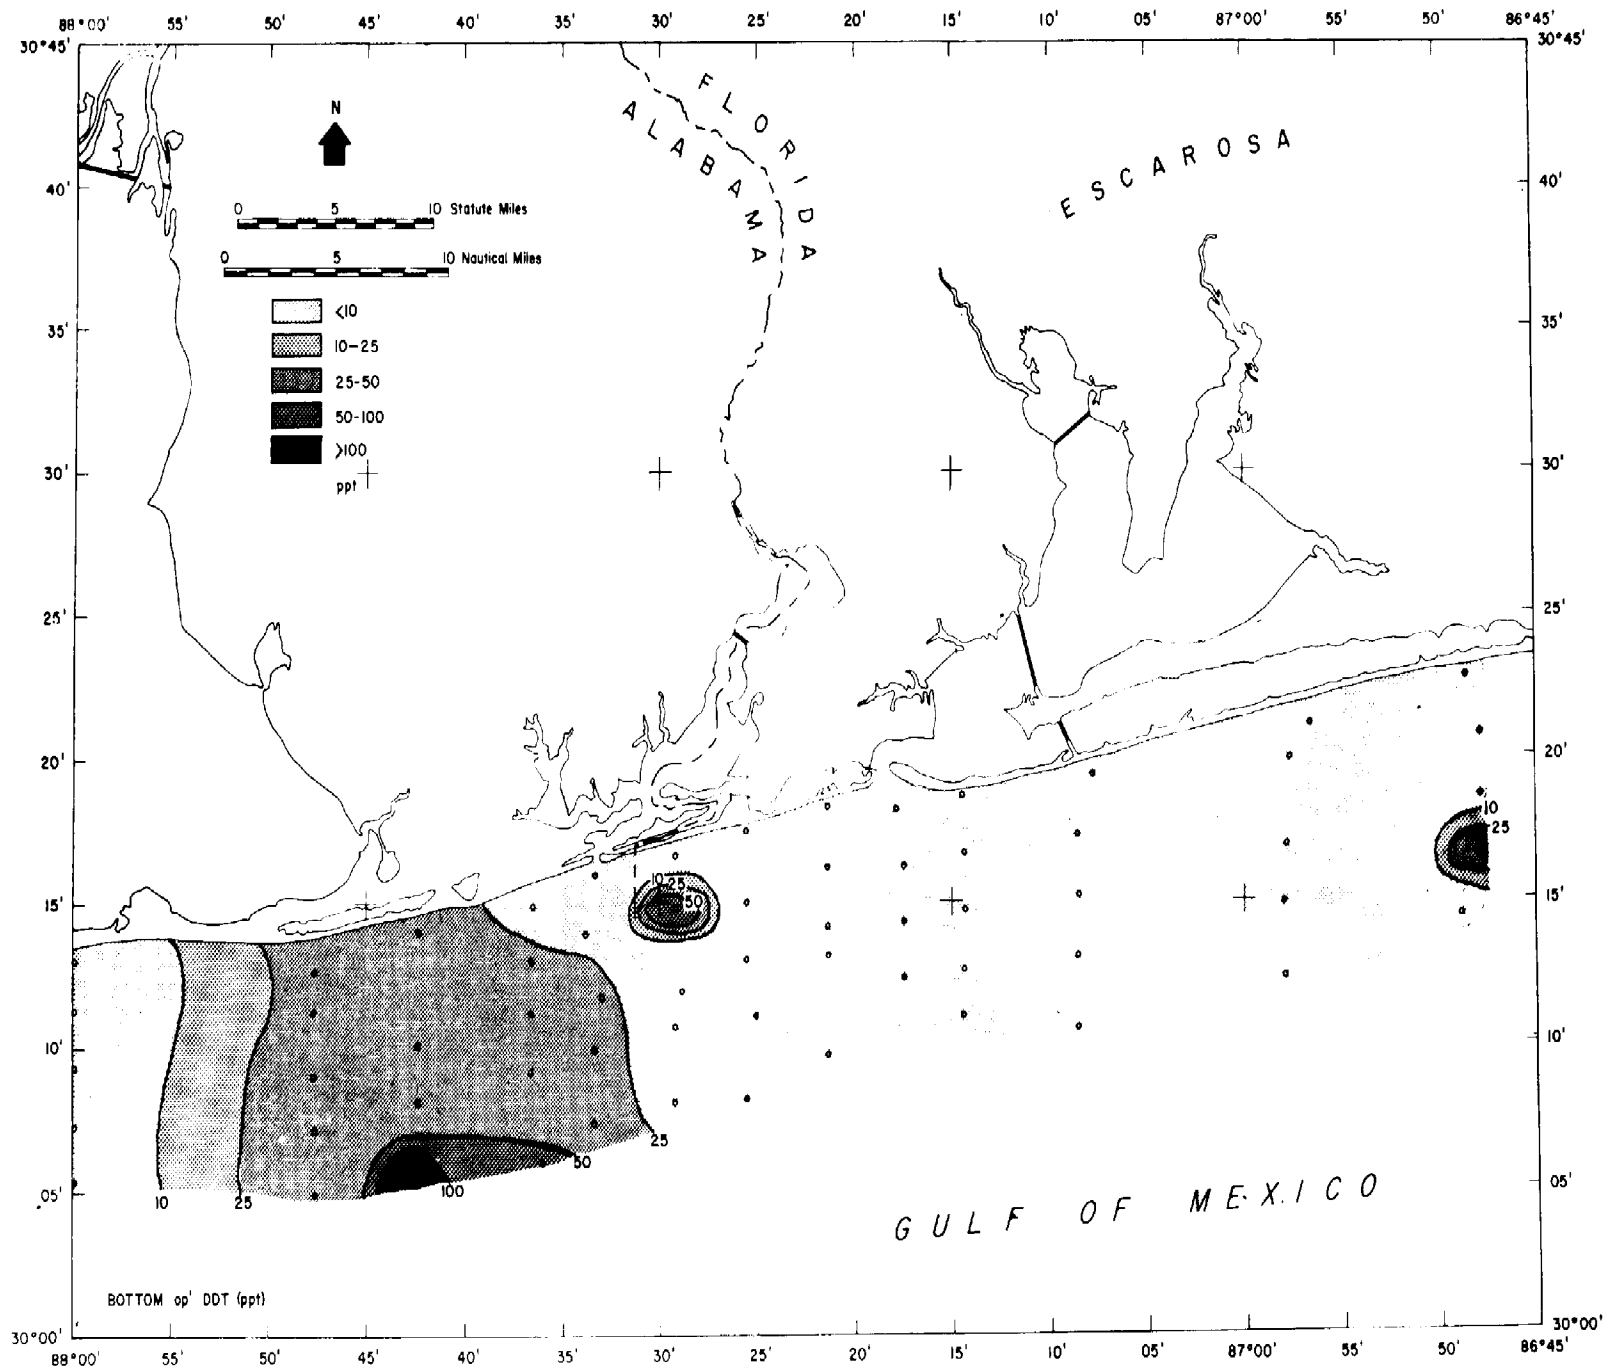 88°00' 55' 50' 45' 40' 35' 30' 25' 20' 15' 10' 05' 87°00' 55' 50' 86°45'
30°45' 30°45'
FLORIDA
ALABAMA
N
ESCAROSA
40' 40'
0 5 10 Statute Miles
0 5 10 Nautical Miles
<10
35' 35'
10-25
25-50
50-100
>100
30' 30'
ppt
25' 25'
20' 20'
10
25
10 25
50
15' 15'
10' 10'
25
50
100
10 25
05' 05'
GULF OF MEXICO
BOTTOM op' DDT (ppt)
30°00' 30°00'
88°00' 55' 50' 45' 40' 35' 30' 25' 20' 15' 10' 05' 87°00' 55' 50' 86°45'